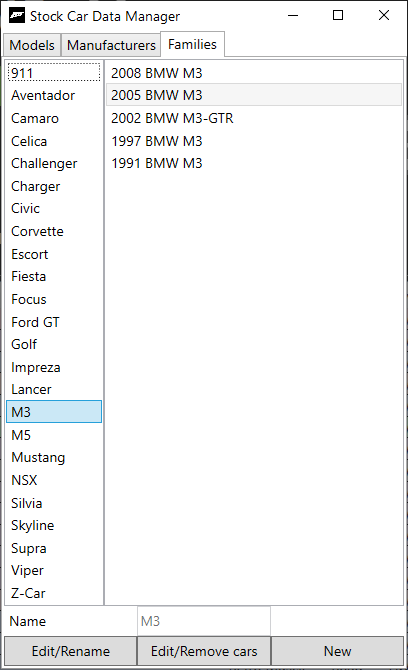 Stock Car Data Manager
Models Manufacturers Families
911
Aventador
Camaro
Celica
Challenger
Charger
Civic
Corvette
Escort
Fiesta
Focus
Ford GT
Golf
Impreza
Lancer
M3
M5
Mustang
NSX
Silvia
Skyline
Supra
Viper
Z-Car
2008 BMW M3
2005 BMW M3
2002 BMW M3-GTR
1997 BMW M3
1991 BMW M3
Name M3
Edit/Rename Edit/Remove cars New